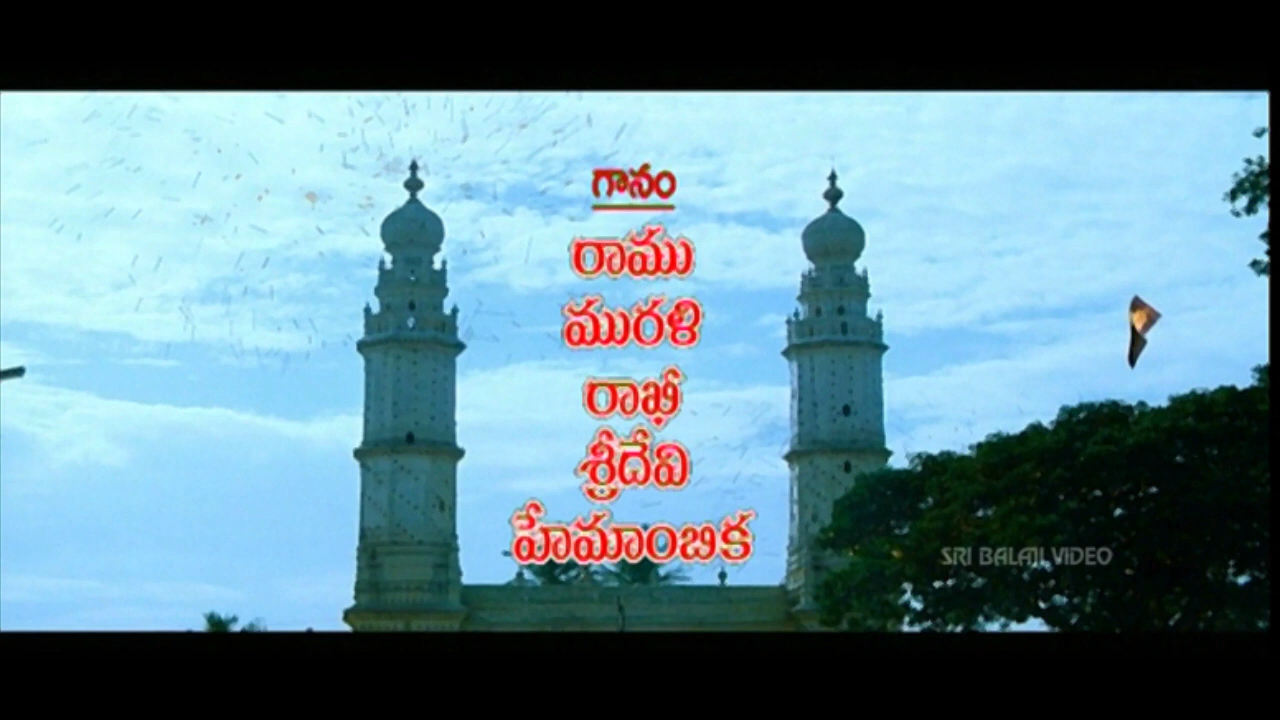 గానం
రాము
మురళి
రాఖీ
శ్రీదేవి
హేమాంబిక
SRI BALAJI VIDEO